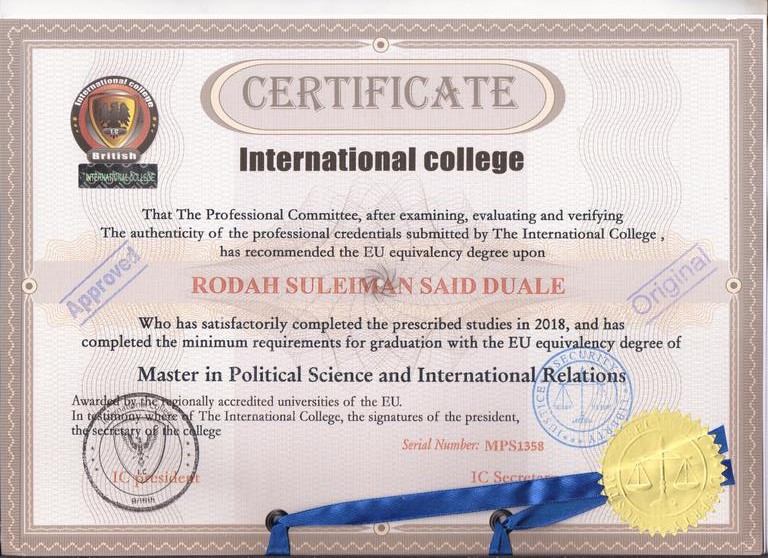 CERTIFICATE
International college
I.C
British
INTERNATIONAL COLLEGE
International college
That The Professional Committee, after examining, evaluating and verifying
The authenticity of the professional credentials submitted by The International College ,
has recommended the EU equivalency degree upon
Approved
Original
RODAH SULEIMAN SAID DUALE
Who has satisfactorily completed the prescribed studies in 2018, and has
completed the minimum requirements for graduation with the EU equivalency degree of
Master in Political Science and International Relations
Awarded by the regionally accredited universities of the EU.
In testimony where of The International College, the signatures of the president,
the secretary of the college
Serial Number: MPS1358
IC president
IC Secretary
International College
I.C
SECURITY
LIBERTY
JUSTICE